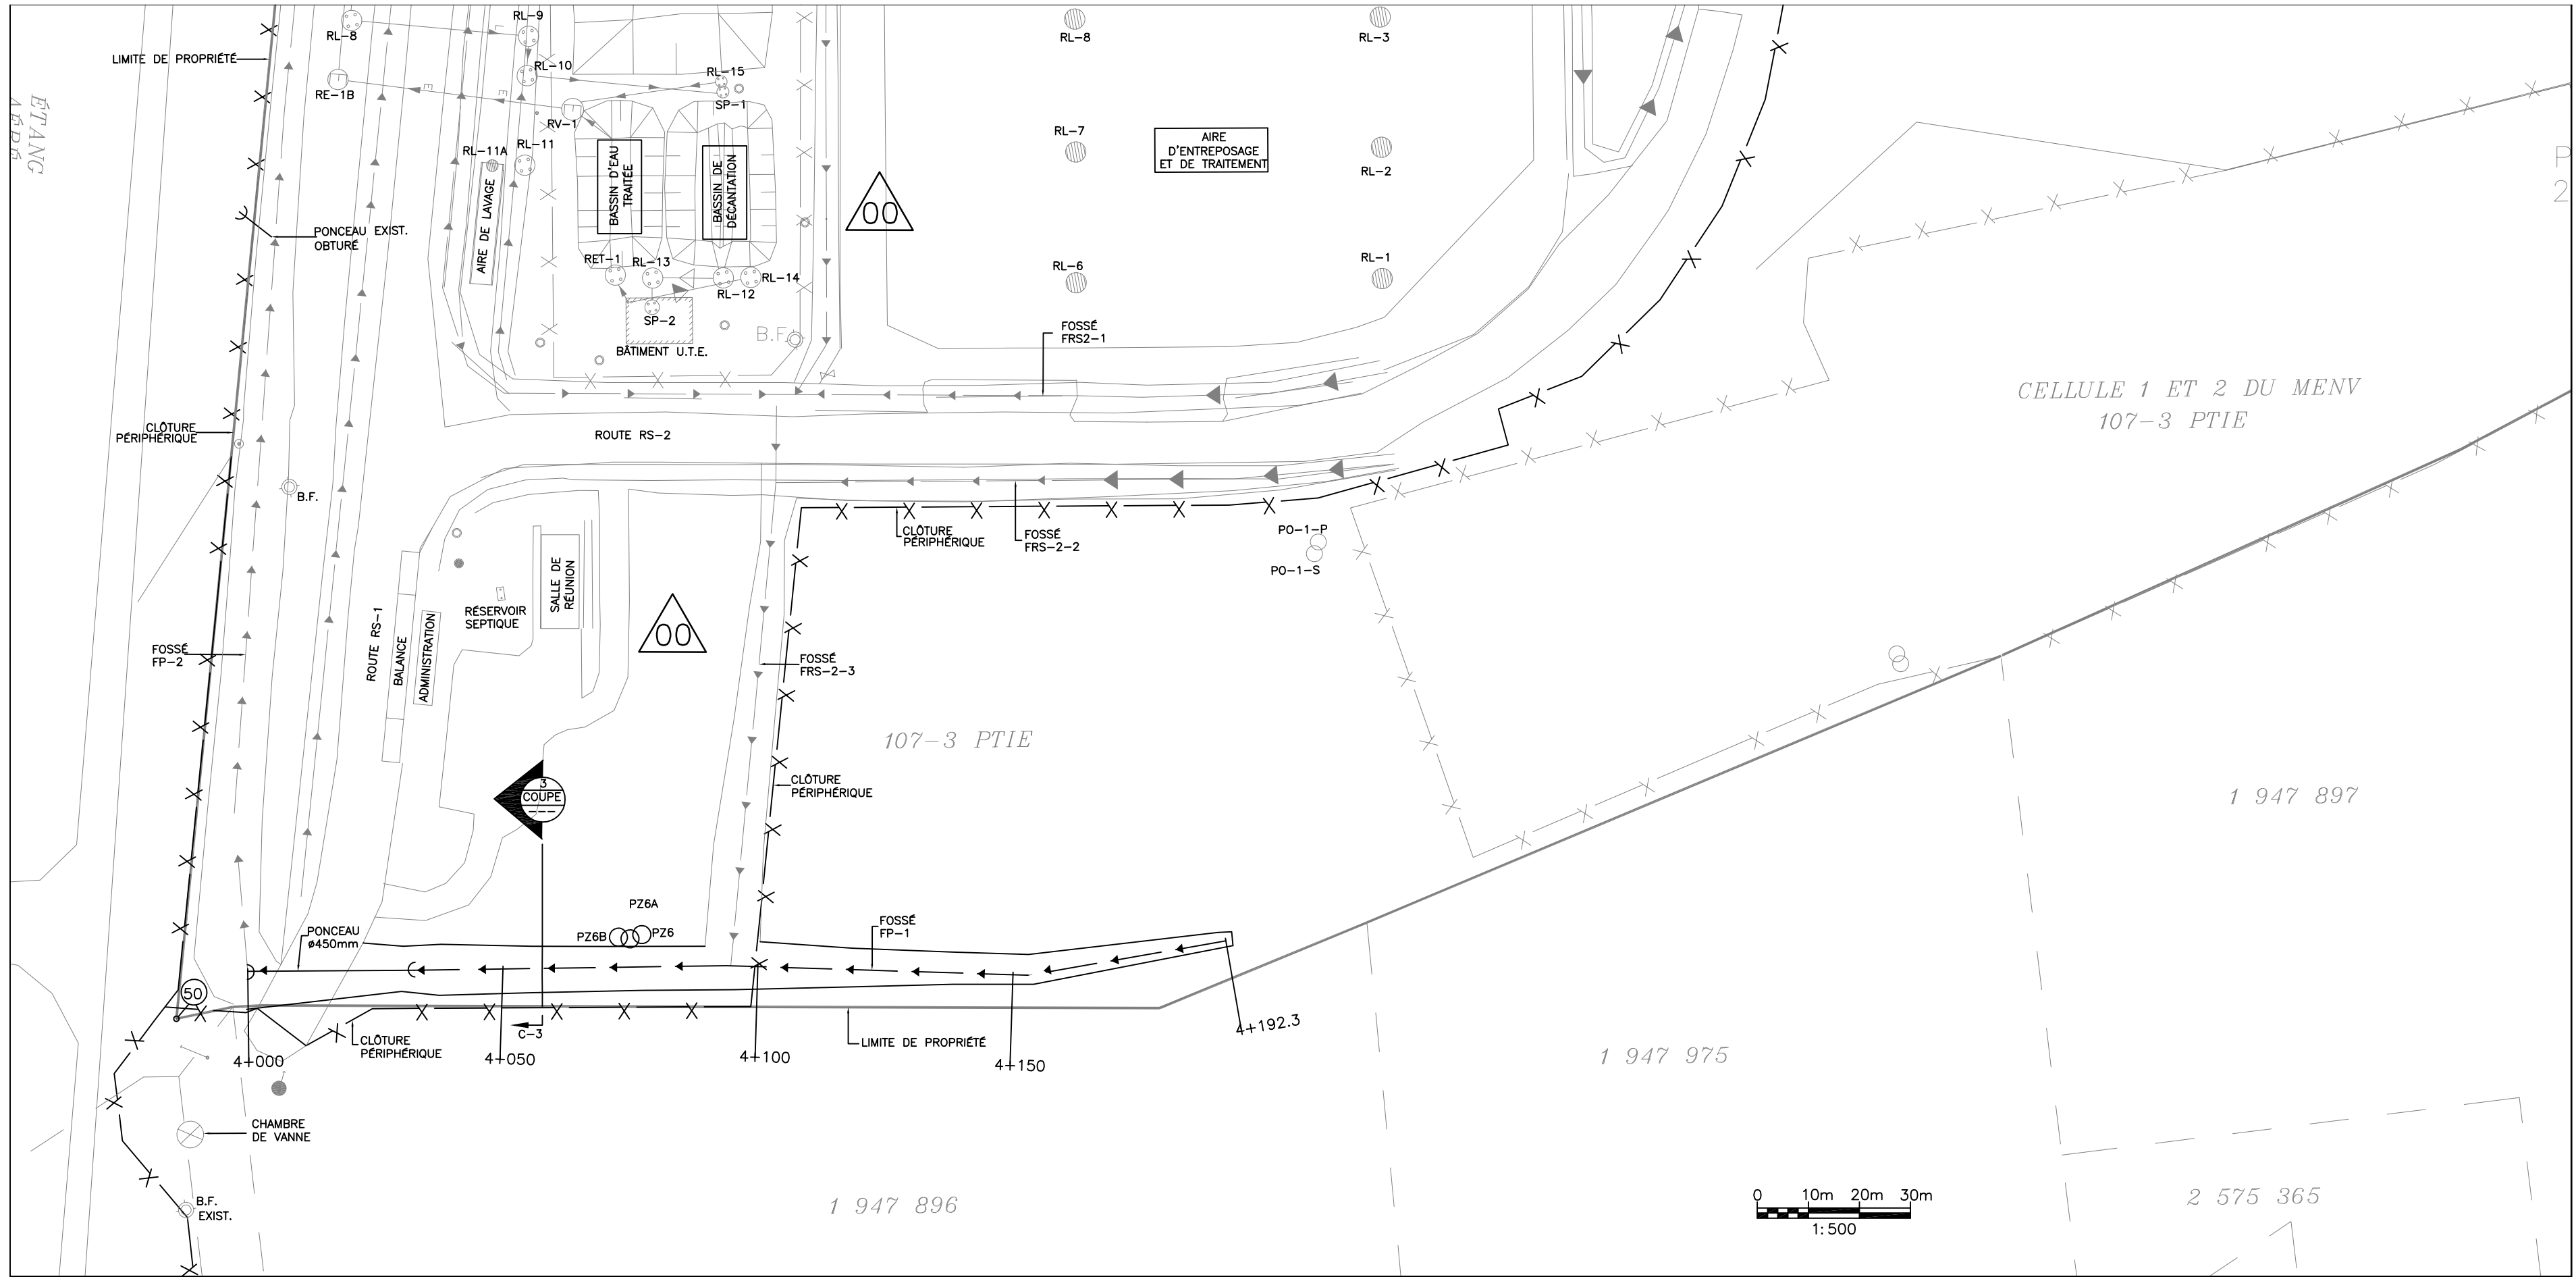 RL-8
RL-9
RL-8
RL-3
LIMITE DE PROPRIÉTÉ
RL-10
RL-15
RE-1B
SP-1
RV-1
ÉTANG
RL-7
AIRE
D'ENTREPOSAGE
ET DE TRAITEMENT
RL-11A
RL-11
RL-2
P
2
AIRE DE LAVAGE
BASSIN D'EAU
TRAITÉE
BASSIN DE
DÉCANTATION
00
PONCEAU EXIST.
OBTURÉ
RET-1
RL-13
RL-14
RL-12
RL-6
RL-1
SP-2
B.F.
BÂTIMENT U.T.E.
FOSSÉ
FRS2-1
CELLULE 1 ET 2 DU MENV
107-3 PTIE
CLÔTURE
PÉRIPHÉRIQUE
ROUTE RS-2
B.F.
CLÔTURE
PÉRIPHÉRIQUE
FOSSÉ
FRS-2-2
PO-1-P
PO-1-S
SALLE DE
RÉUNION
RÉSERVOIR
SEPTIQUE
00
ROUTE RS-1
BALANCE
ADMINISTRATION
FOSSÉ
FP-2
FOSSÉ
FRS-2-3
107-3 PTIE
3
COUPE
---
CLÔTURE
PÉRIPHÉRIQUE
1 947 897
PZ6A
PZ6B
PZ6
PONCEAU
ø450mm
FOSSÉ
FP-1
50
C-3
CLÔTURE
PÉRIPHÉRIQUE
LIMITE DE PROPRIÉTÉ
4+000
4+050
4+100
4+150
4+192.3
1 947 975
CHAMBRE
DE VANNE
B.F.
EXIST.
1 947 896
0 10m 20m 30m
1:500
2 575 365